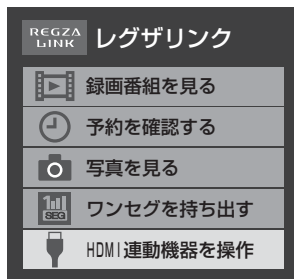 REGZA
LINK
レグザリンク
録画番組を見る
予約を確認する
写真を見る
1
SEG
ワンセグを持ち出す
HDMI連動機器を操作